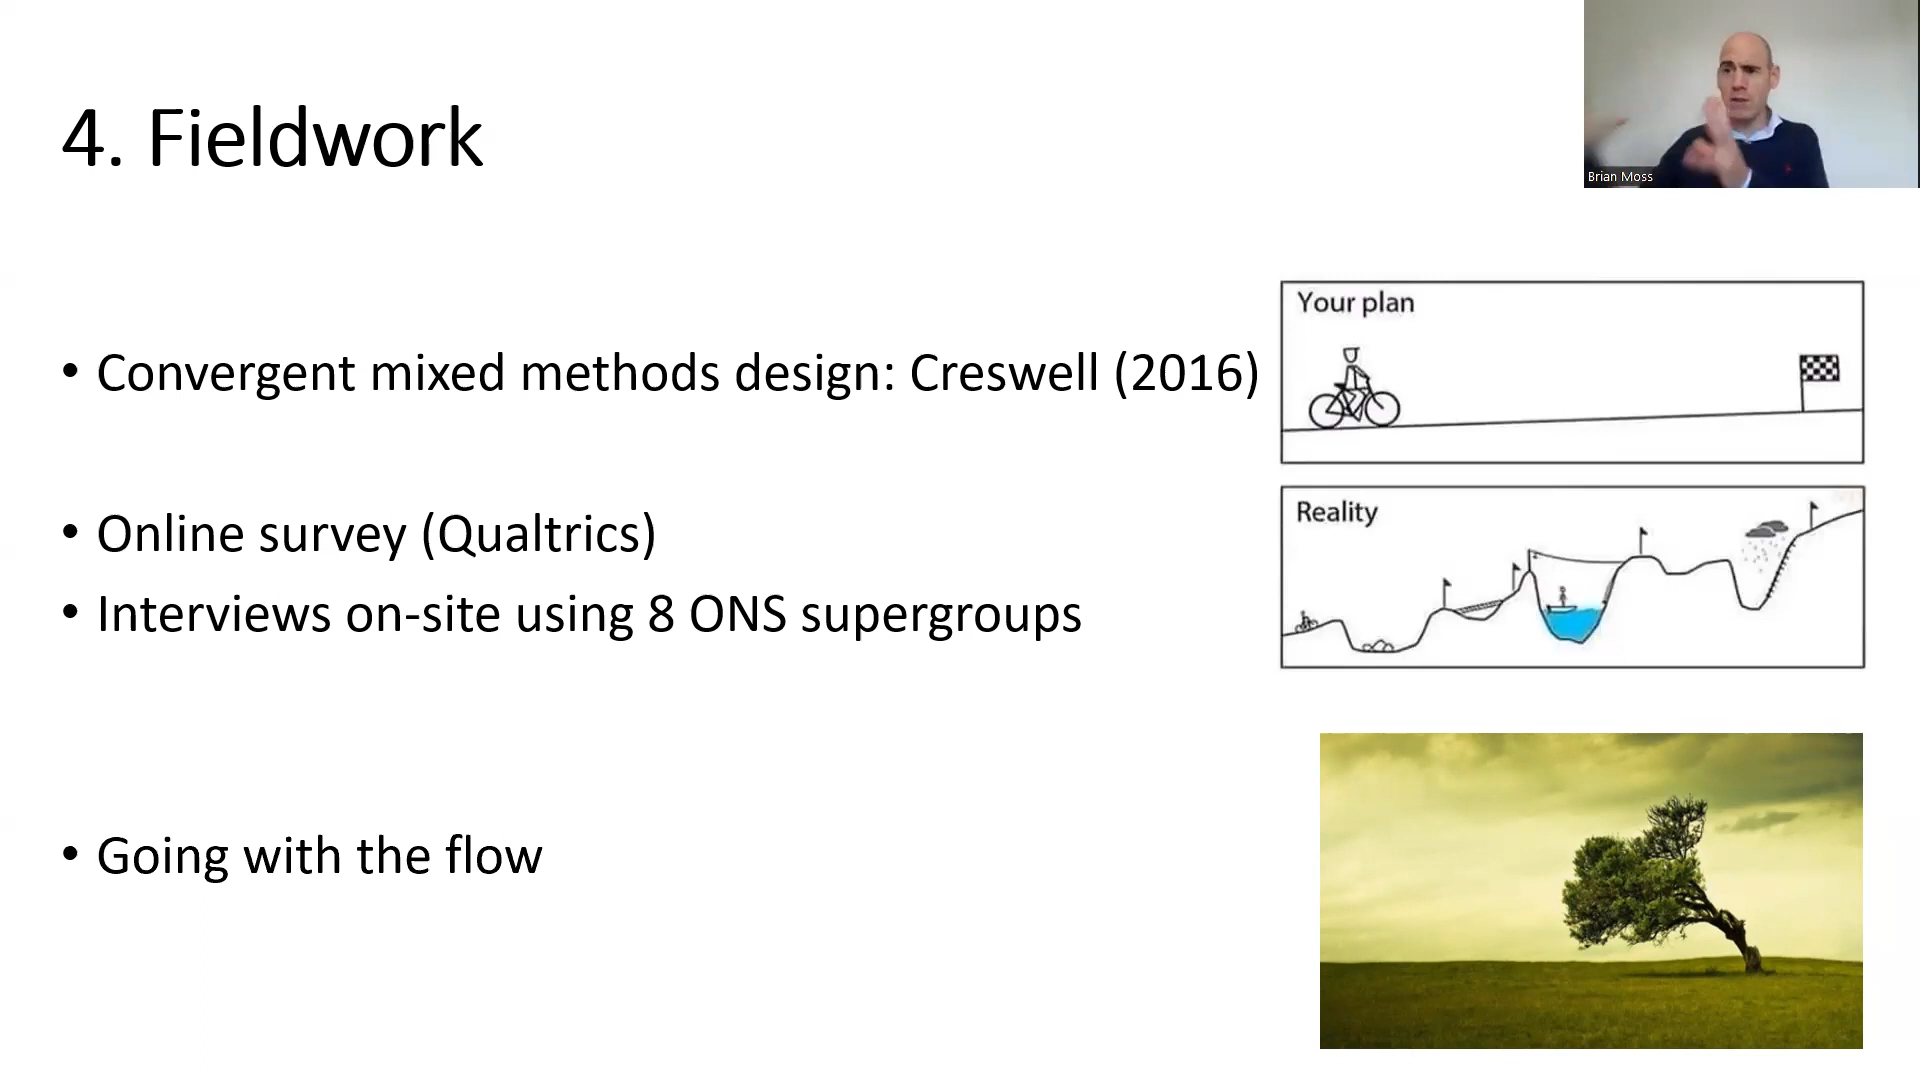 4. Fieldwork
Brian Moss
• Convergent mixed methods design: Creswell (2016)
• Online survey (Qualtrics)
• Interviews on-site using 8 ONS supergroups
• Going with the flow
Your plan
Reality